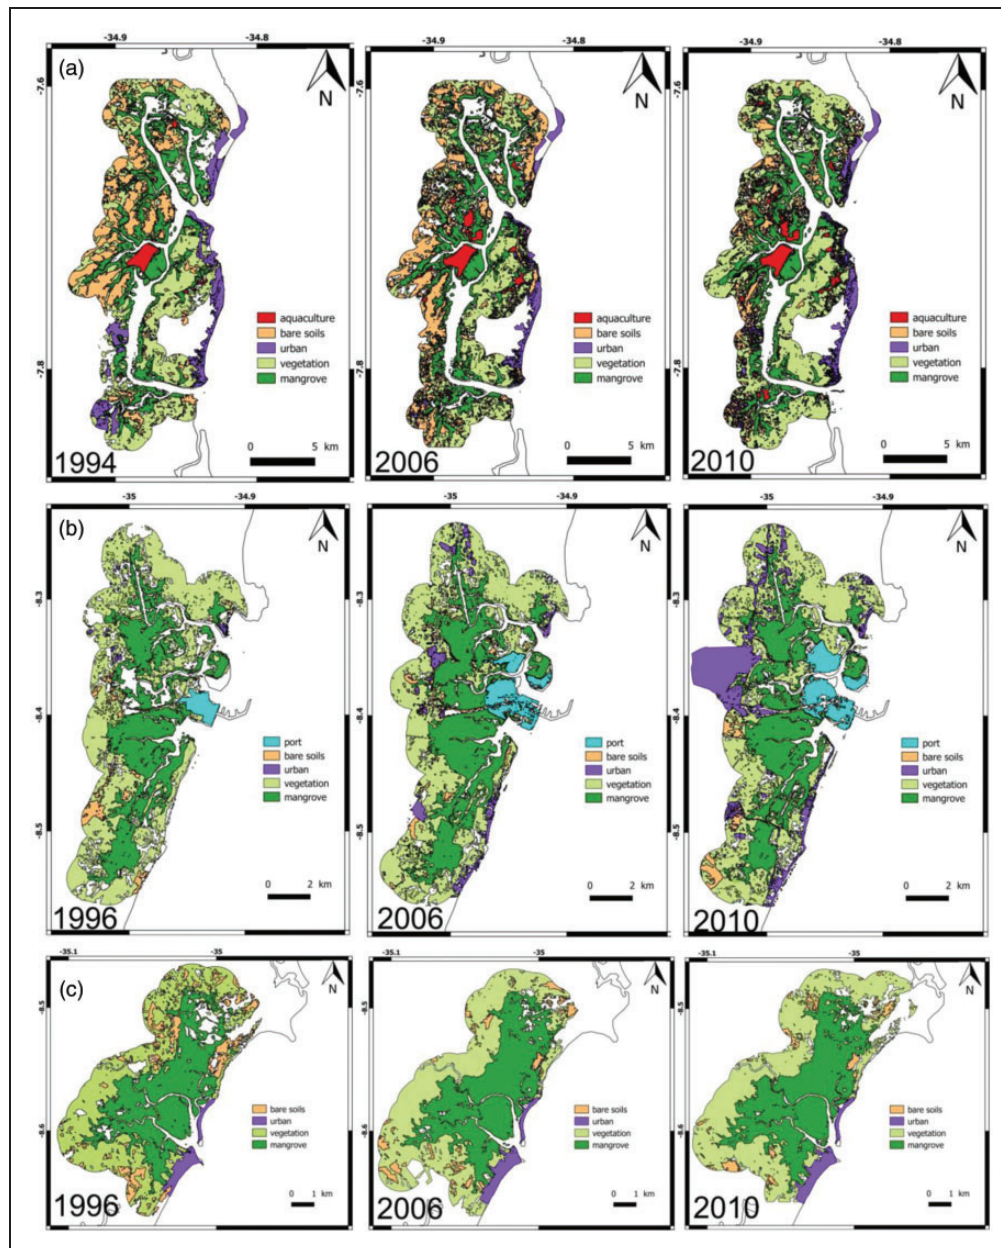 (a)
-34.9 -34.8
-34.9 -34.8
-34.9 -34.8
-7.6
-7.6
-7.6
N
N
N
aquaculture
bare soils
urban
vegetation
mangrove
aquaculture
bare soils
urban
vegetation
mangrove
aquaculture
bare soils
urban
vegetation
mangrove
-7.8
-7.8
-7.8
0 5 km
0 5 km
0 5 km
1994
2006
2010
(b)
-35 -34.9
-35 -34.9
-35 -34.9
N
N
N
-8.3
-8.3
-8.3
-8.4
-8.4
-8.4
port
bare soils
urban
vegetation
mangrove
port
bare soils
urban
vegetation
mangrove
port
bare soils
urban
vegetation
mangrove
-8.5
-8.5
-8.5
0 2 km
0 2 km
0 2 km
1996
2006
2010
(c)
-35.1 -35
-35.1 -35
-35.1 -35
N
N
N
-8.5
-8.5
-8.5
bare soils
urban
vegetation
mangrove
bare soils
urban
vegetation
mangrove
bare soils
urban
vegetation
mangrove
-8.6
-8.6
-8.6
0 1 km
0 1 km
0 1 km
1996
2006
2010